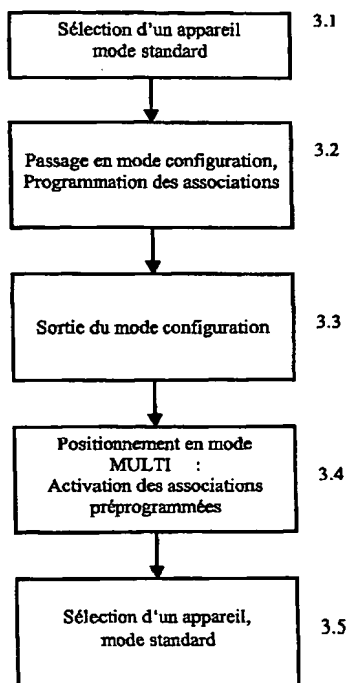 3.1
Sélection d'un appareil
mode standard
3.2
Passage en mode configuration,
Programmation des associations
3.3
Sortie du mode configuration
Positionnement en mode
MULTI :
Activation des associations
préprogrammées
3.4
Sélection d'un appareil,
mode standard
3.5